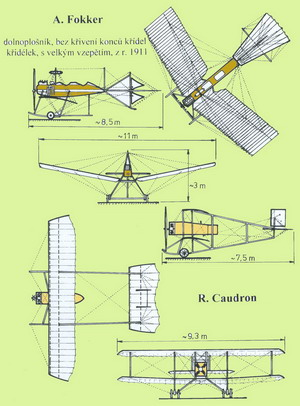 A. Fokker
dolnoplošník, bez křivení konců křídel
křidélek, s velkým vzepětím, z r. 1911
~8,5 m
~11 m
~3 m
~7,5 m
R. Caudron
~9,3 m